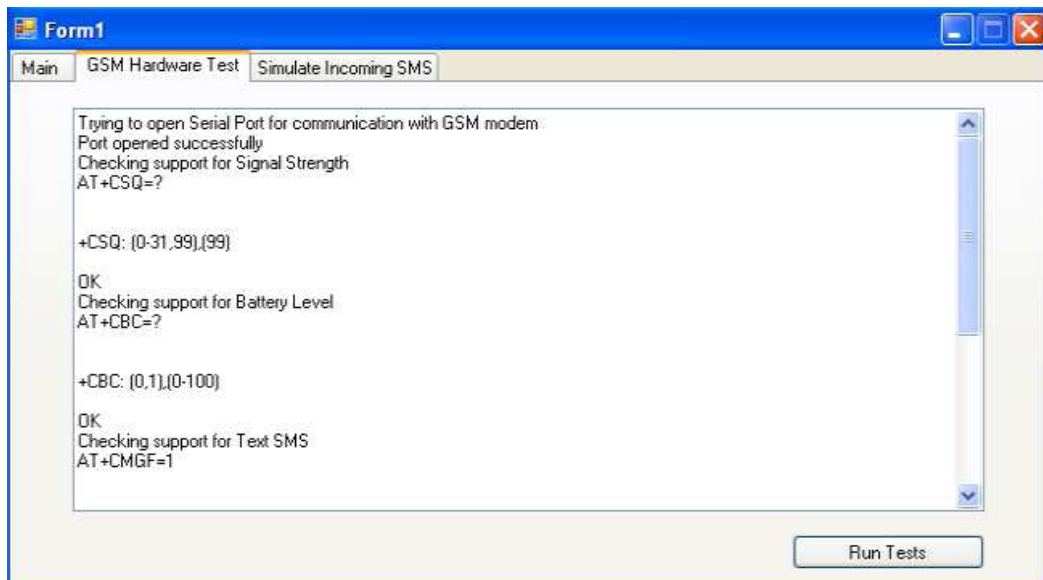 Form1
Main
GSM Hardware Test
Simulate Incoming SMS
Trying to open Serial Port for communication with GSM modem
Port opened successfully
Checking support for Signal Strength
AT+CSQ=?
+CSQ: (0-31,99),(99)
OK
Checking support for Battery Level
AT+CBC=?
+CBC: (0,1),(0-100)
OK
Checking support for Text SMS
AT+CMGF=1
Run Tests